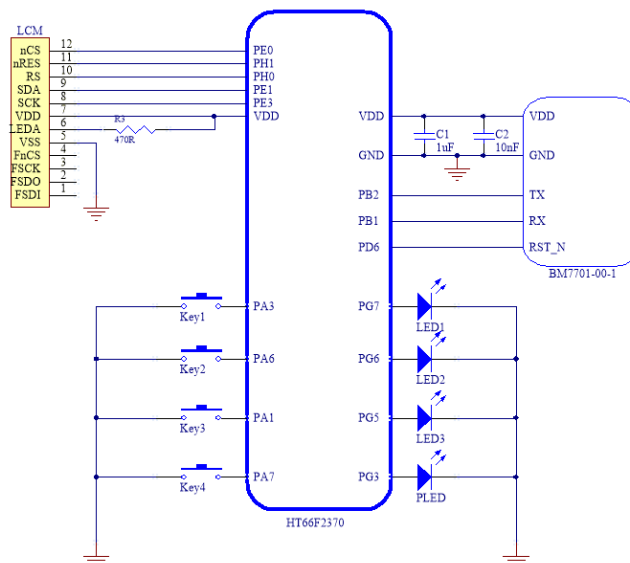 LCM
nCS 12 PE0
nRES 11 PH1
RS 10 PH0
SDA 9 PE1
SCK 8 PE3
VDD 7 VDD
LEDA 6 R3
470R
VSS 5
FnCS 4
FSCK 3
FSDO 2
FSDI 1
VDD VDD
C1 C2
1uF 10nF
GND GND
PB2 TX
PB1 RX
PD6 RST_N
BM7701-00-1
Key1 PA3 PG7 LED1
Key2 PA6 PG6 LED2
Key3 PA1 PG5 LED3
Key4 PA7 PG3 PLED
HT66F2370